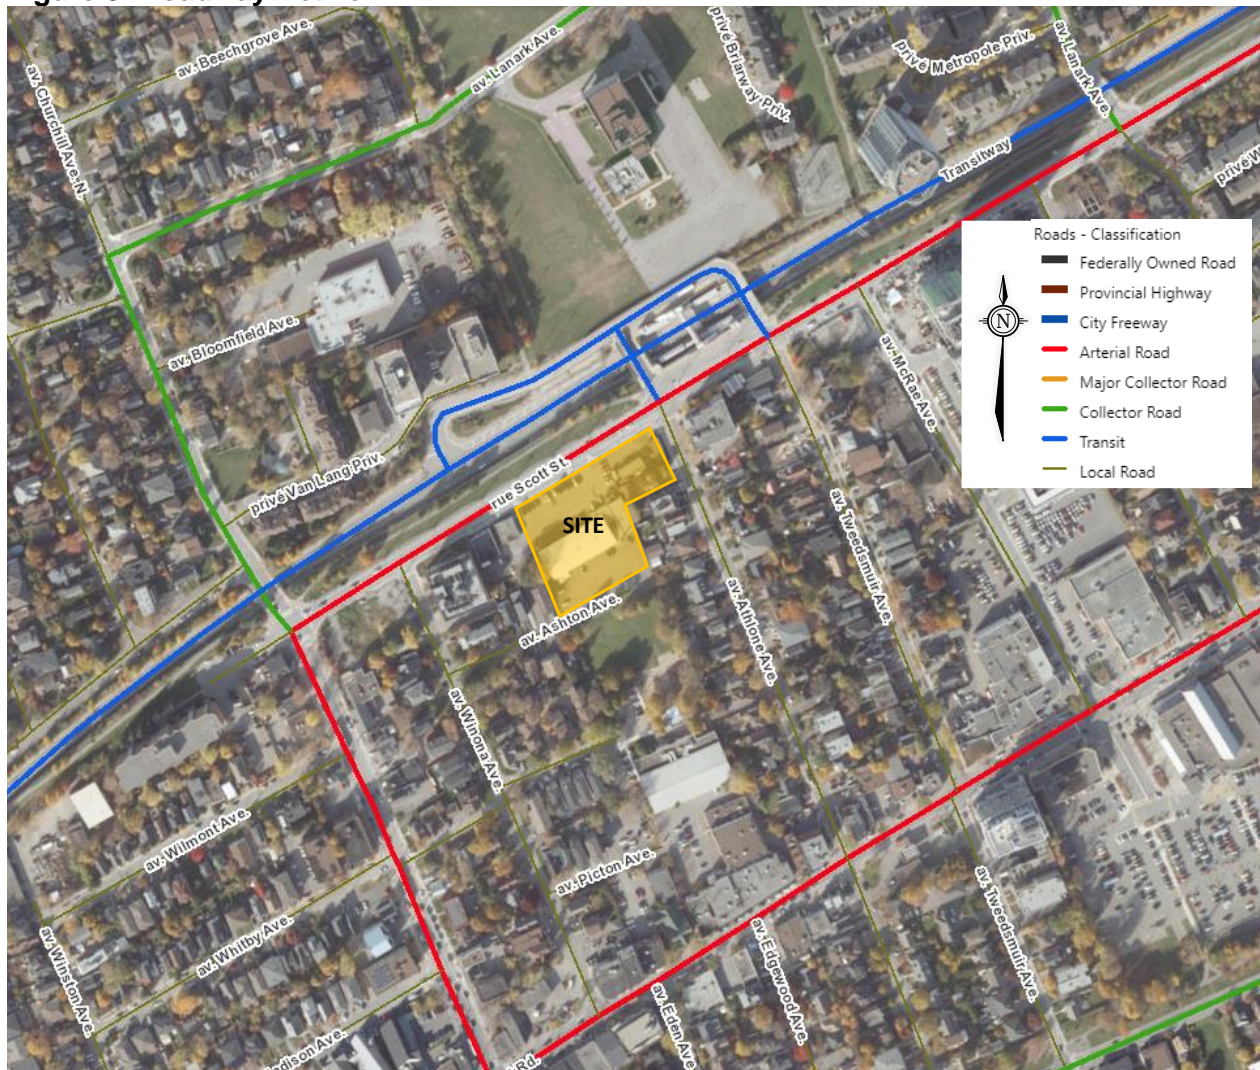 av. Beechgrove Ave.
av. Lanark Ave.
privé Briarway Priv.
privé Metropole Priv.
av. Lanark Ave.
av. Churchill Ave. N.
Transitway
Roads - Classification
Federally Owned Road
Provincial Highway
City Freeway
Arterial Road
Major Collector Road
Collector Road
Transit
Local Road
N
av. Bloomfield Ave.
av. McRae Ave.
privé Van Lang Priv.
rue Scott St.
SITE
av. Tweedsmuir Ave.
av. Ashton Ave.
av. Athlone Ave.
av. Winona Ave.
av. Wilmont Ave.
av. Picton Ave.
av. Whitby Ave.
av. Winston Ave.
av. Edgewood Ave.
av. Tweedsmuir Ave.
av. Eden Ave
Rd.